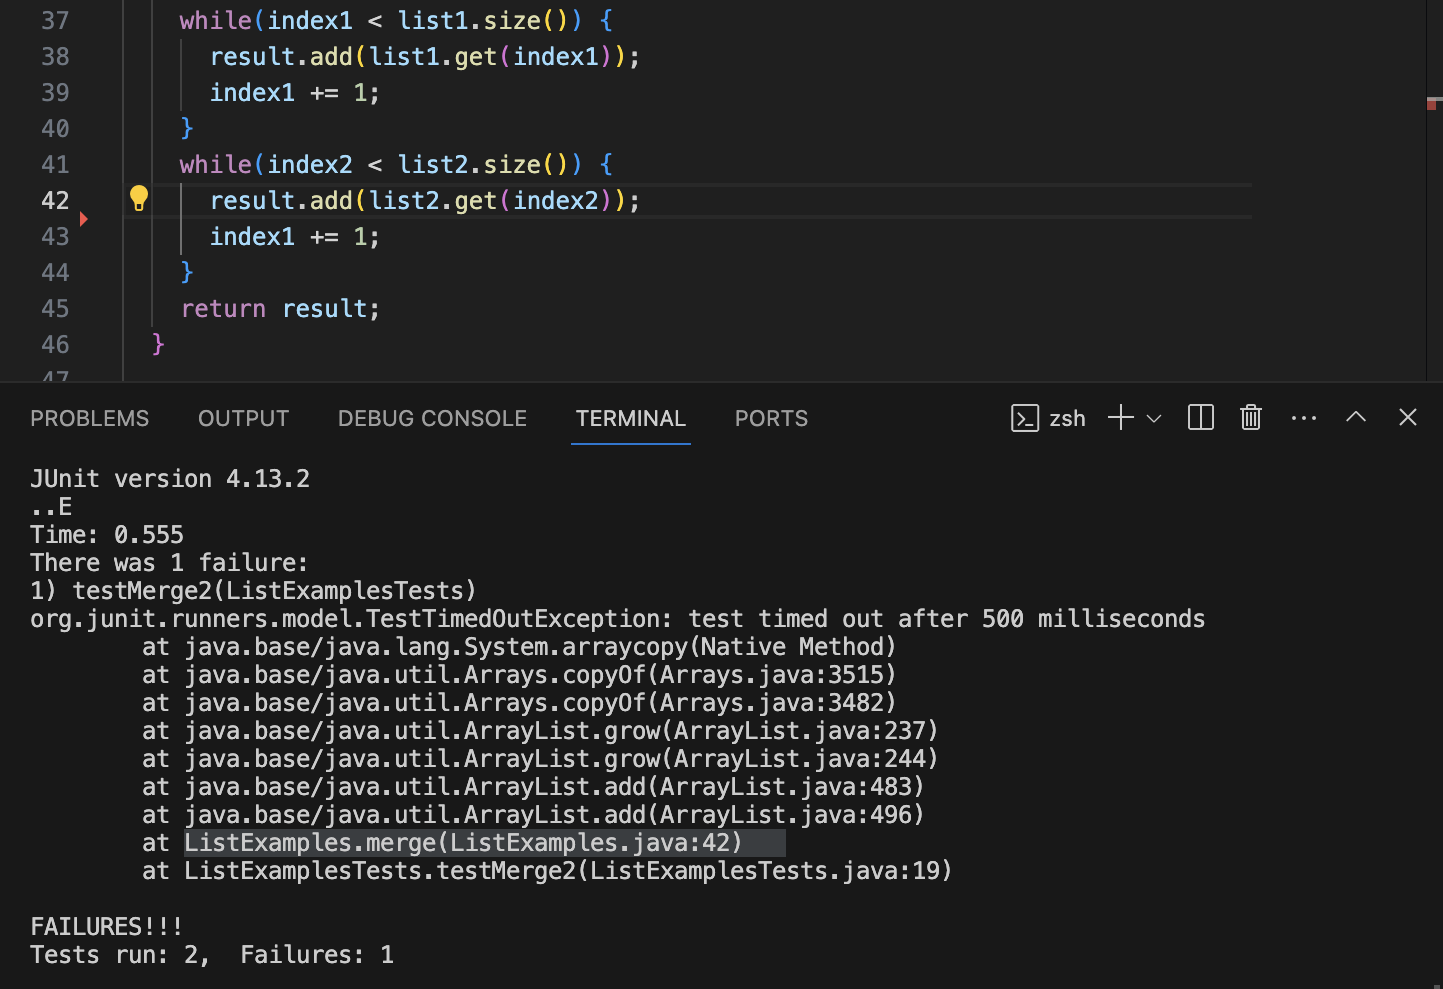 37 while(index1 < list1.size()) {
38 result.add(list1.get(index1));
39 index1 += 1;
40 }
41 while(index2 < list2.size()) {
42 result.add(list2.get(index2));
43 index1 += 1;
44 }
45 return result;
46 }
47
PROBLEMS OUTPUT DEBUG CONSOLE TERMINAL PORTS zsh
JUnit version 4.13.2
..E
Time: 0.555
There was 1 failure:
1) testMerge2(ListExamplesTests)
org.junit.runners.model.TestTimedOutException: test timed out after 500 milliseconds
at java.base/java.lang.System.arraycopy(Native Method)
at java.base/java.util.Arrays.copyOf(Arrays.java:3515)
at java.base/java.util.Arrays.copyOf(Arrays.java:3482)
at java.base/java.util.ArrayList.grow(ArrayList.java:237)
at java.base/java.util.ArrayList.grow(ArrayList.java:244)
at java.base/java.util.ArrayList.add(ArrayList.java:483)
at java.base/java.util.ArrayList.add(ArrayList.java:496)
at ListExamples.merge(ListExamples.java:42)
at ListExamplesTests.testMerge2(ListExamplesTests.java:19)
FAILURES!!!
Tests run: 2,  Failures: 1